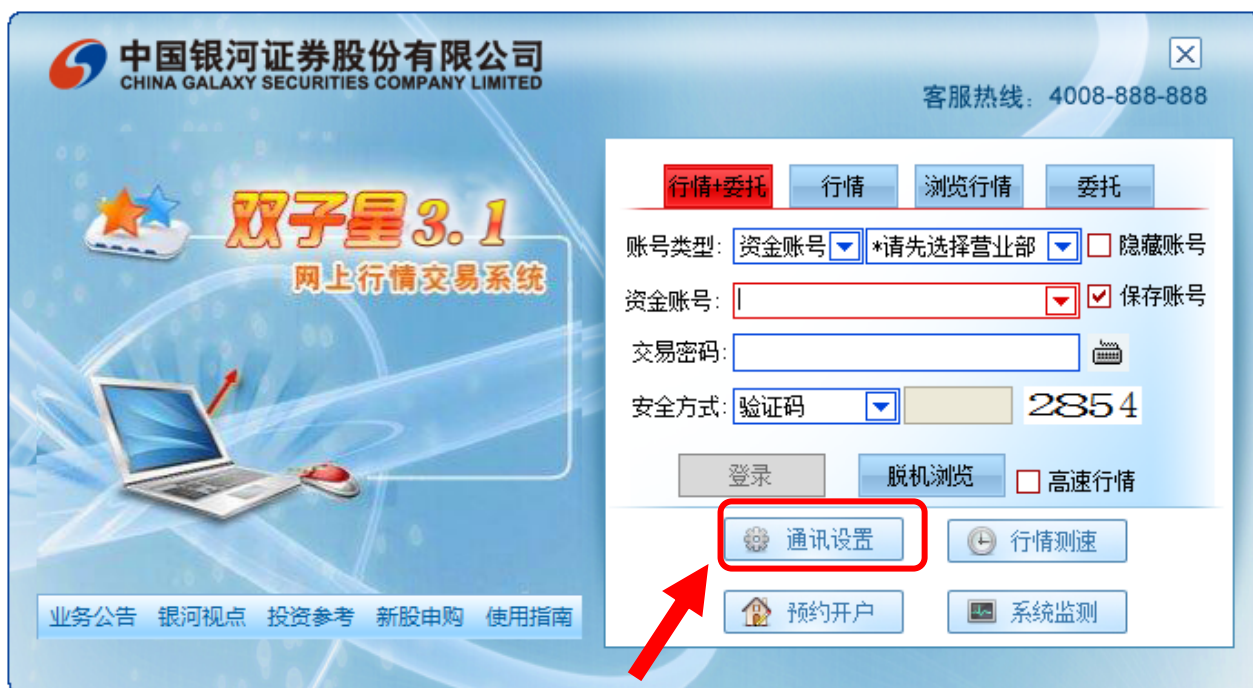 中国银河证券股份有限公司
CHINA GALAXY SECURITIES COMPANY LIMITED
客服热线: 4008-888-888
双子星3.1
网上行情交易系统
行情+委托 行情 浏览行情 委托
账号类型: 资金账号 *请先选择营业部 隐藏账号
资金账号: 保存账号
交易密码:
安全方式: 验证码 2854
登录 脱机浏览 高速行情
通讯设置 行情测速
预约开户 系统监测
业务公告 银河视点 投资参考 新股申购 使用指南